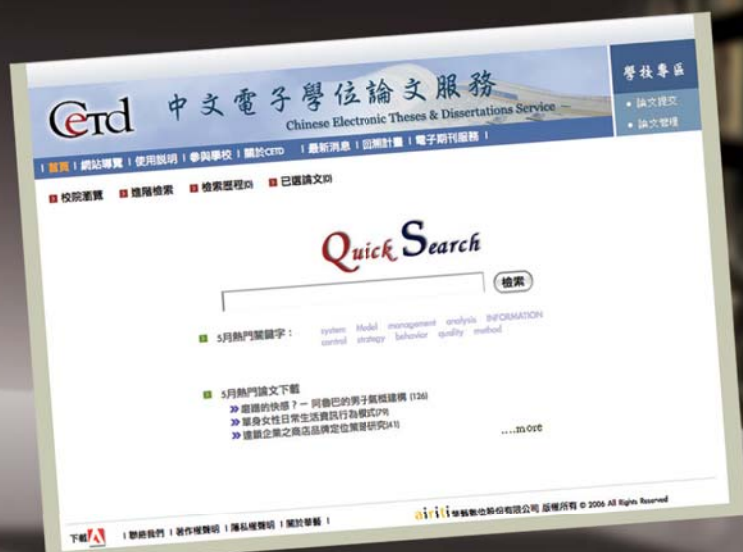 CETD 中文電子學位論文服務
Chinese Electronic Theses & Dissertations Service
學校專區
• 論文提交
• 論文管理
| 首頁 | 網站導覽 | 使用說明 | 參與學校 | 關於CETD | 最新消息 | 回溯計畫 | 電子期刊服務 |
校院瀏覽 進階檢索 檢索歷程(0) 已選論文(0)
Quick Search
檢索
5月熱門關鍵字： system Model management analysis INFORMATION
control strategy behavior quality method
5月熱門論文下載
磨蹭的快感？－ 阿魯巴的男子氣概建構 (126)
單身女性日常生活資訊行為模式(79)
連鎖企業之商店品牌定位策略研究(41)
....more
下載 | 聯絡我們 | 著作權聲明 | 隱私權聲明 | 關於華藝 |
airiti 華藝數位股份有限公司 版權所有 © 2006 All Rights Reserved